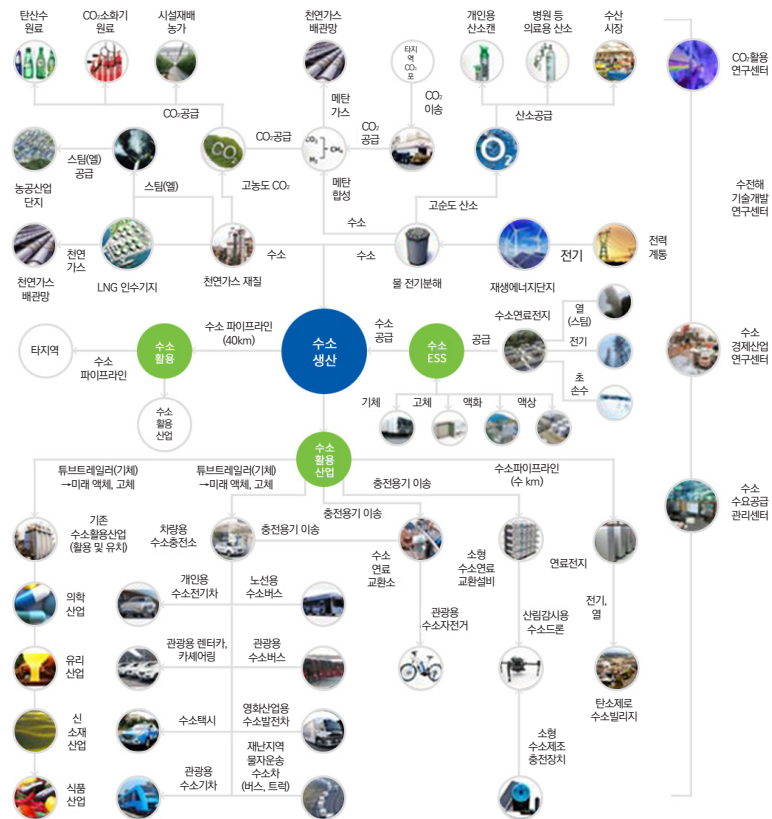 탄산수
원료
CO₂소화기
원료
시설재배
농가
천연가스
배관망
타지
역
CO₂
포
개인용
산소캔
병원 등
의료용 산소
수산
시장
CO₂활용
연구센터
메탄
가스
CO₂
이송
CO₂공급
산소공급
CO₂공급
CO₂
공급
CO₂
CO₂
H₂
CH₄
O₂
스팀(엘)
공급
농공산업
단지
스팀(엘)
고농도 CO₂
메탄
합성
고순도 산소
수전해
기술개발
연구센터
수소
천연
가스
수소
수소
전기
전력
계통
천연가스
배관망
LNG 인수기지
천연가스 재질
물 전기분해
재생에너지단지
수소연료전지
열
(스팀)
타지역
수소
파이프라인
수소
활용
수소 파이프라인
(40km)
수소
생산
수소
공급
수소
ESS
공급
전기
초
손수
수소
경제산업
연구센터
수소
활용
산업
기체
고체
액화
액상
수소
활용
산업
튜브트레일러(기체)
→미래 액체, 고체
튜브트레일러(기체)
→미래 액체, 고체
충전용기 이송
수소파이프라인
(수 km)
충전용기 이송
수소
수요공급
관리센터
기존
수소활용산업
(활용 및 유치)
차량용
수소충전소
충전용기 이송
수소
연료
교환소
소형
수소연료
교환설비
연료전지
의학
산업
개인용
수소전기차
노선용
수소버스
관광용
수소자전거
산림감시용
수소드론
전기,
열
유리
산업
관광용 렌터카,
카셰어링
관광용
수소버스
탄소제로
수소빌리지
신
소재
산업
수소택시
영화산업용
수소발전차
소형
수소제조
충전장치
식품
산업
관광용
수소기차
재난지역
물자운송
수소차
(버스, 트럭)